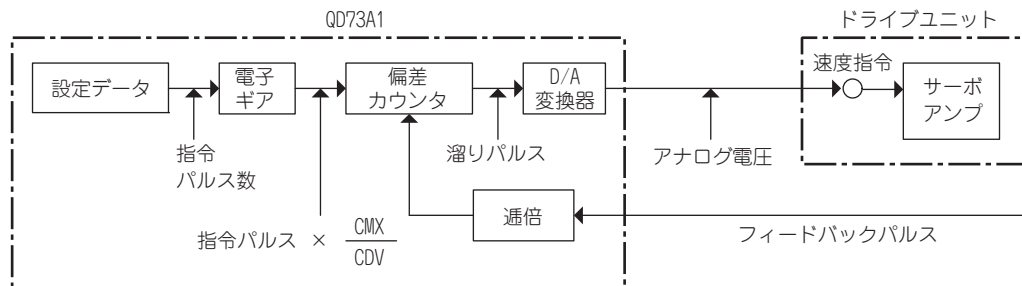 QD73A1
ドライブユニット
設定データ
電子
ギア
偏差
カウンタ
D/A
変換器
速度指令
サーボ
アンプ
指令
パルス数
溜りパルス
アナログ電圧
指令パルス × CMX
CDV
逓倍
フィードバックパルス